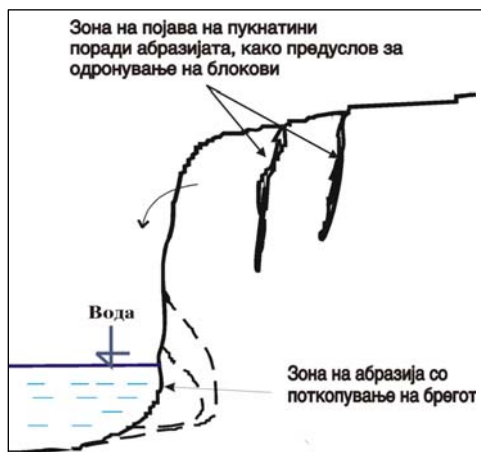 Зона на појава на пукнатини
поради абразијата, како предуслов за
одронување на блокови
Вода
Зона на абразија со
поткопување на брегот